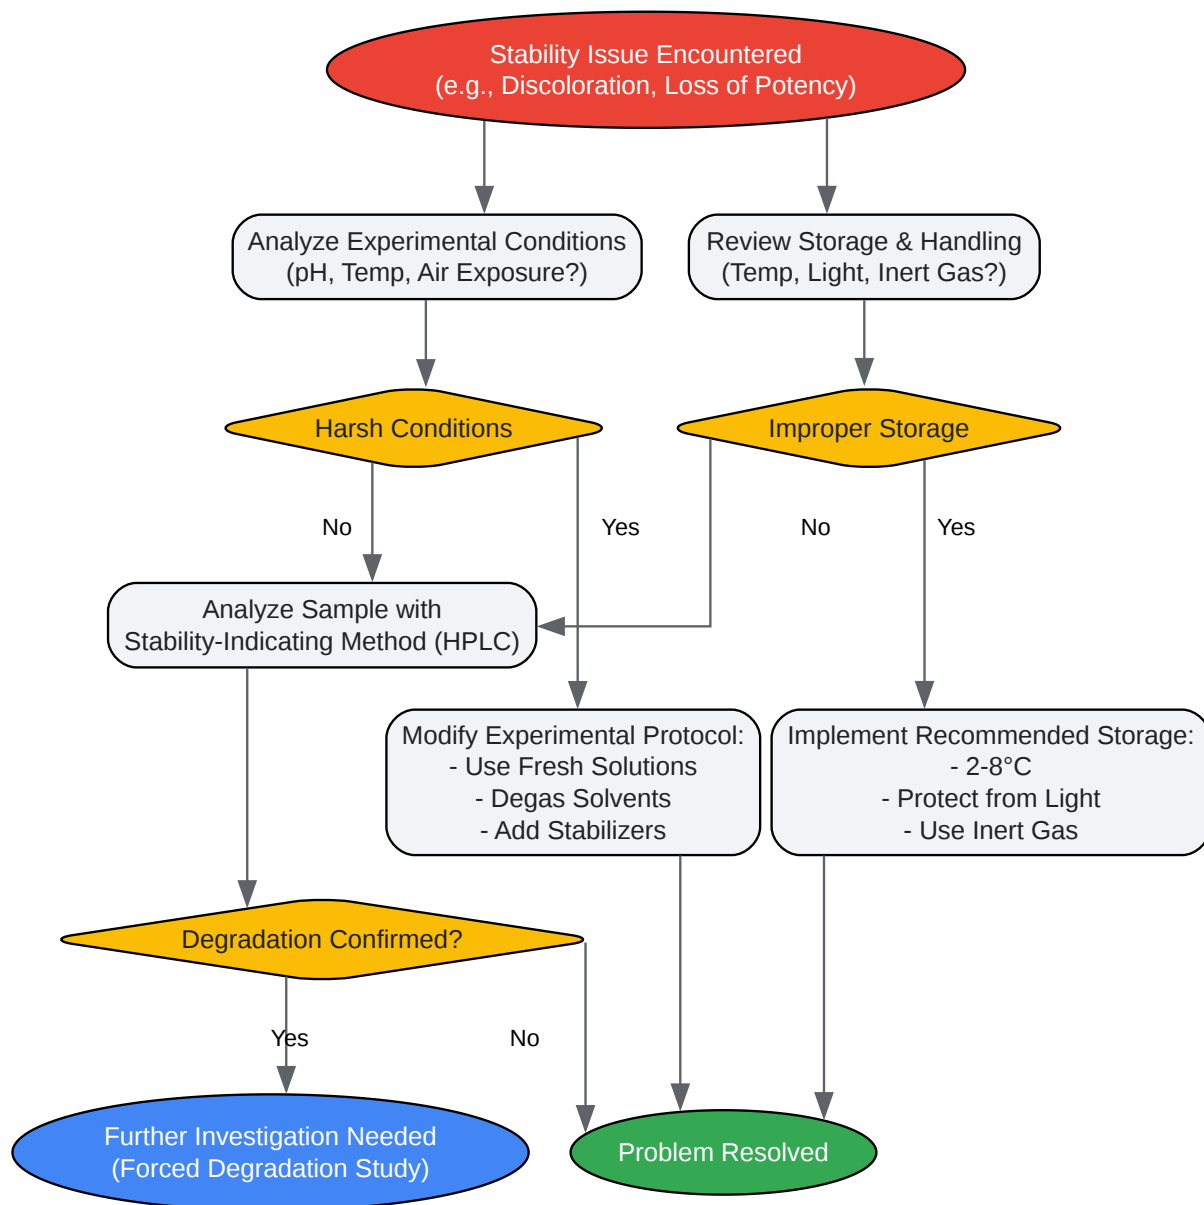 Stability Issue Encountered
(e.g., Discoloration, Loss of Potency)
Analyze Experimental Conditions
(pH, Temp, Air Exposure?)
Review Storage & Handling
(Temp, Light, Inert Gas?)
Harsh Conditions
Improper Storage
No
Yes
No
Yes
Analyze Sample with
Stability-Indicating Method (HPLC)
Modify Experimental Protocol:
- Use Fresh Solutions
- Degas Solvents
- Add Stabilizers
Implement Recommended Storage:
- 2-8°C
- Protect from Light
- Use Inert Gas
Degradation Confirmed?
Yes
No
Further Investigation Needed
(Forced Degradation Study)
Problem Resolved